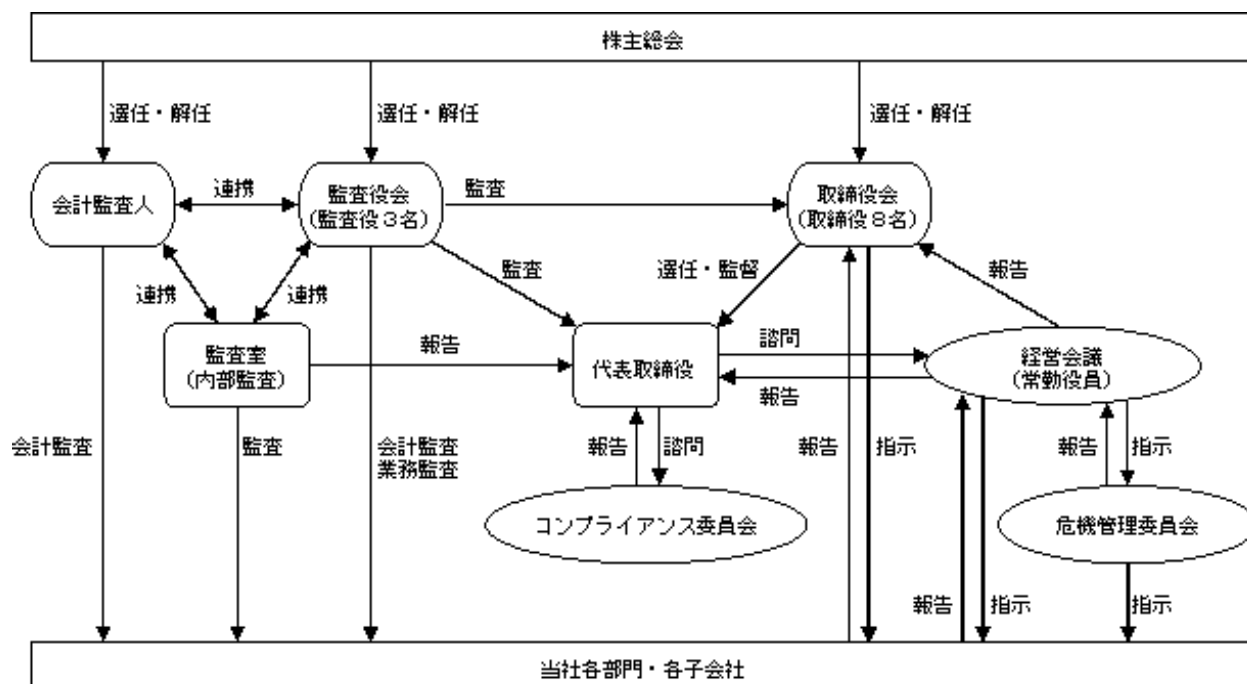 株主総会
選任・解任
選任・解任
選任・解任
会計監査人
連携
監査役会
(監査役３名)
監査
取締役会
(取締役８名)
連携
連携
監査
選任・監督
報告
監査室
(内部監査)
報告
代表取締役
諮問
報告
経営会議
(常勤役員)
会計監査
監査
会計監査
業務監査
報告
諮問
報告
指示
報告
指示
コンプライアンス委員会
危機管理委員会
報告
指示
指示
当社各部門・各子会社